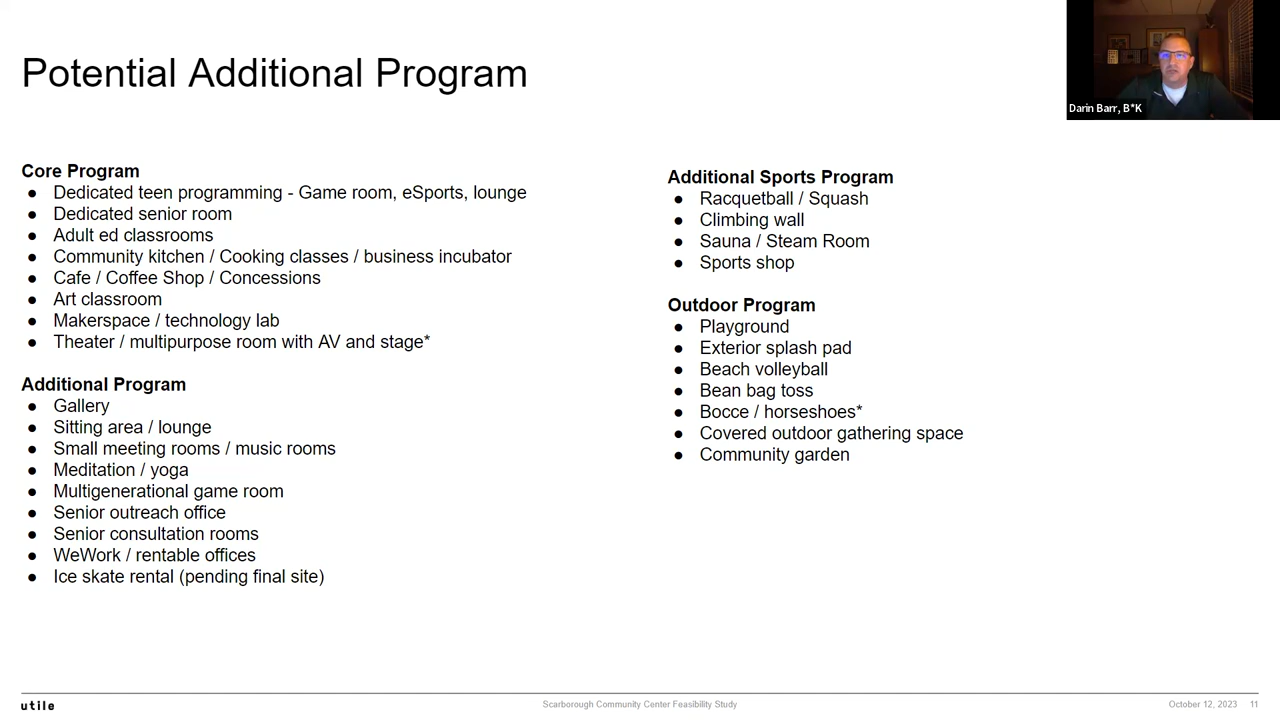 Potential Additional Program
Darin Barr, B*K
Core Program
● Dedicated teen programming - Game room, eSports, lounge
● Dedicated senior room
● Adult ed classrooms
● Community kitchen / Cooking classes / business incubator
● Cafe / Coffee Shop / Concessions
● Art classroom
● Makerspace / technology lab
● Theater / multipurpose room with AV and stage*
Additional Program
● Gallery
● Sitting area / lounge
● Small meeting rooms / music rooms
● Meditation / yoga
● Multigenerational game room
● Senior outreach office
● Senior consultation rooms
● WeWork / rentable offices
● Ice skate rental (pending final site)
Additional Sports Program
● Racquetball / Squash
● Climbing wall
● Sauna / Steam Room
● Sports shop
Outdoor Program
● Playground
● Exterior splash pad
● Beach volleyball
● Bean bag toss
● Bocce / horseshoes*
● Covered outdoor gathering space
● Community garden
utile
Scarborough Community Center Feasibility Study
October 12, 2023 11